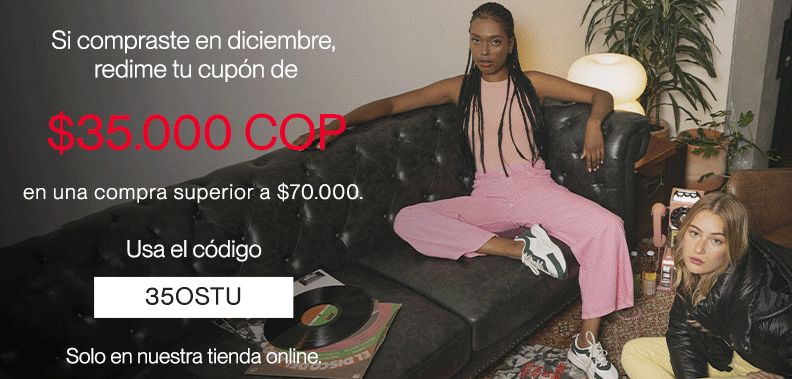 Si compraste en diciembre,
redime tu cupón de
$35.000 COP
en una compra superior a $70.000.
Usa el código
35OSTU
Solo en nuestra tienda online.